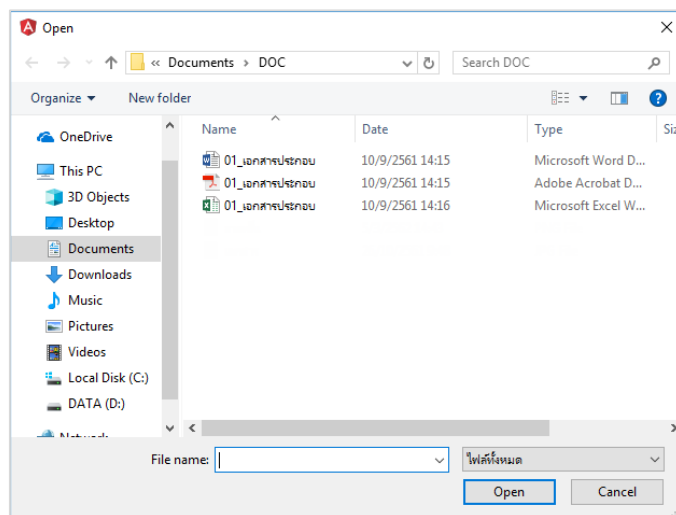 Open
« Documents > DOC
Search DOC
Organize
New folder
Name
Date
Type
Siz
OneDrive
This PC
3D Objects
Desktop
Documents
Downloads
Music
Pictures
Videos
Local Disk (C:)
DATA (D:)
Network
01_เอกสารประกอบ 10/9/2561 14:15 Microsoft Word D...
01_เอกสารประกอบ 10/9/2561 14:15 Adobe Acrobat D...
01_เอกสารประกอบ 10/9/2561 14:16 Microsoft Excel W...
File name:
ไฟล์ทั้งหมด
Open
Cancel